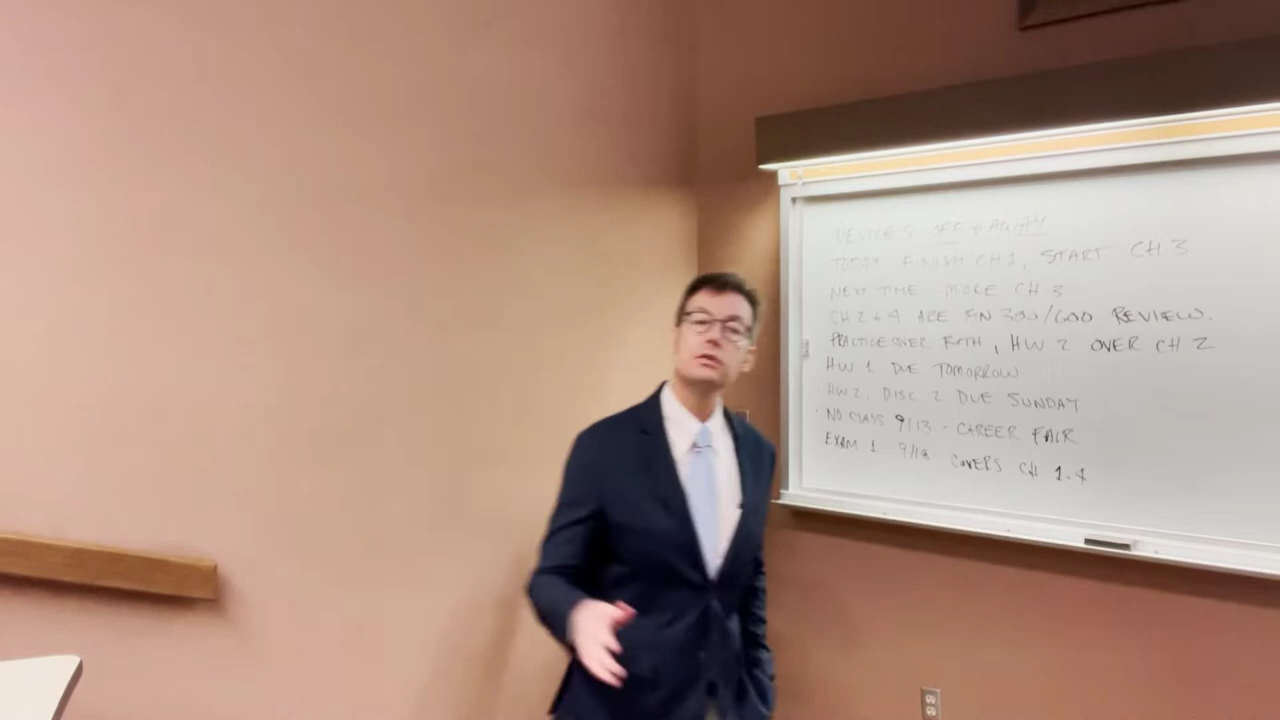 DEVICES OFF + AWAY
TODAY FINISH CH 1, START CH 3
NEXT TIME: MORE CH 3
CH 2 + 4 ARE FIN 300/600 REVIEW.
PRACTICE OVER BOTH, HW 2 OVER CH 2
HW 1 DUE TOMORROW
HW 2, DISC 2 DUE SUNDAY
NO CLASS 9/13 - CAREER FAIR
EXAM 1 9/18 COVERS CH 1-4